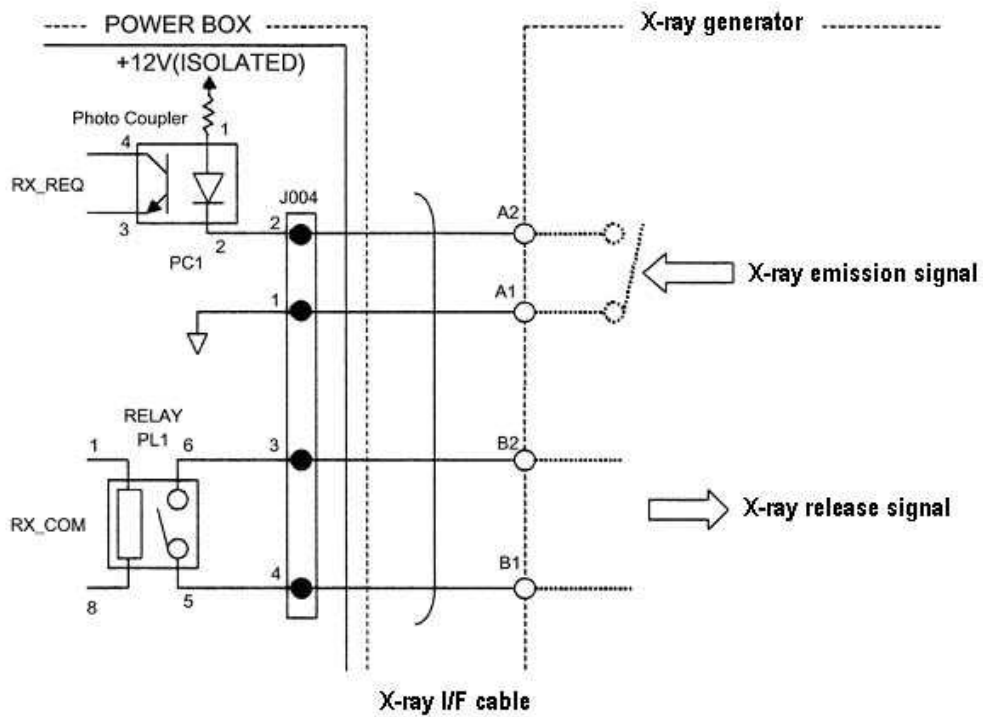 POWER BOX
X-ray generator
+12V(ISOLATED)
Photo Coupler
1
4
RX_REQ
J004
3
2
2
A2
PC1
X-ray emission signal
1
A1
RELAY
PL1
1
6
3
B2
RX_COM
X-ray release signal
4
B1
8
5
X-ray I/F cable